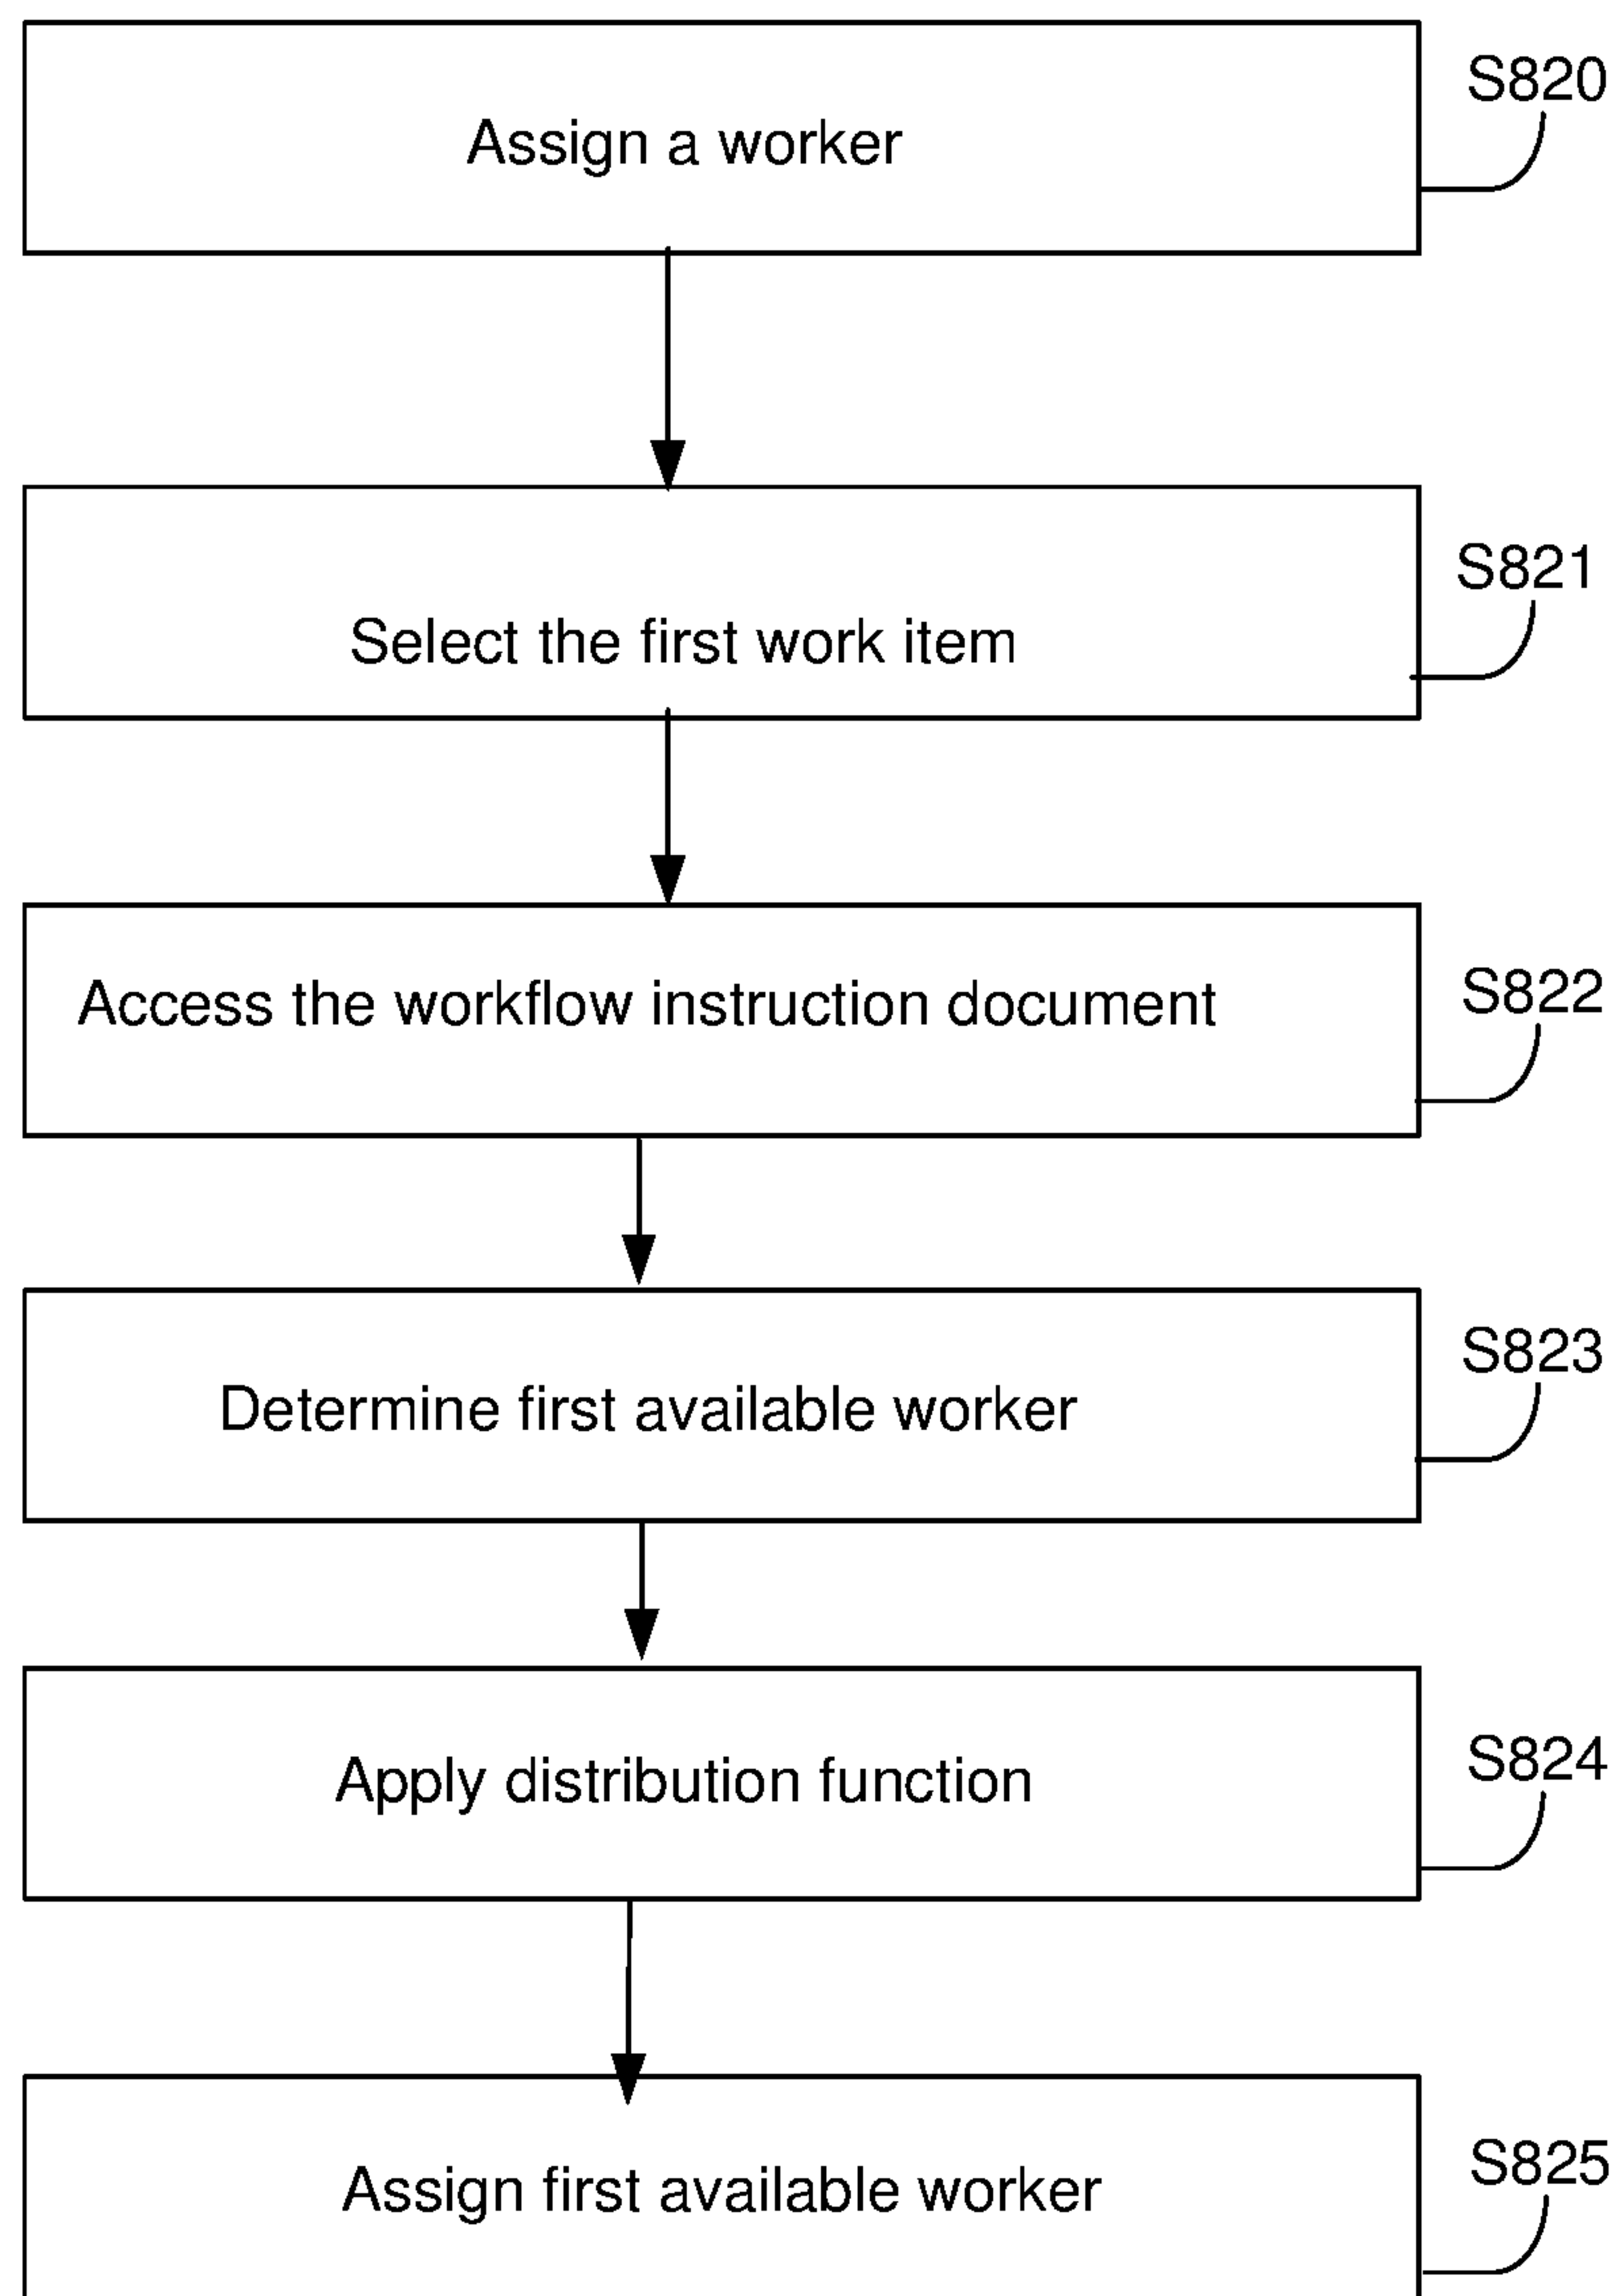 Assign a worker
S820
Select the first work item
S821
Access the workflow instruction document
S822
Determine first available worker
S823
Apply distribution function
S824
Assign first available worker
S825